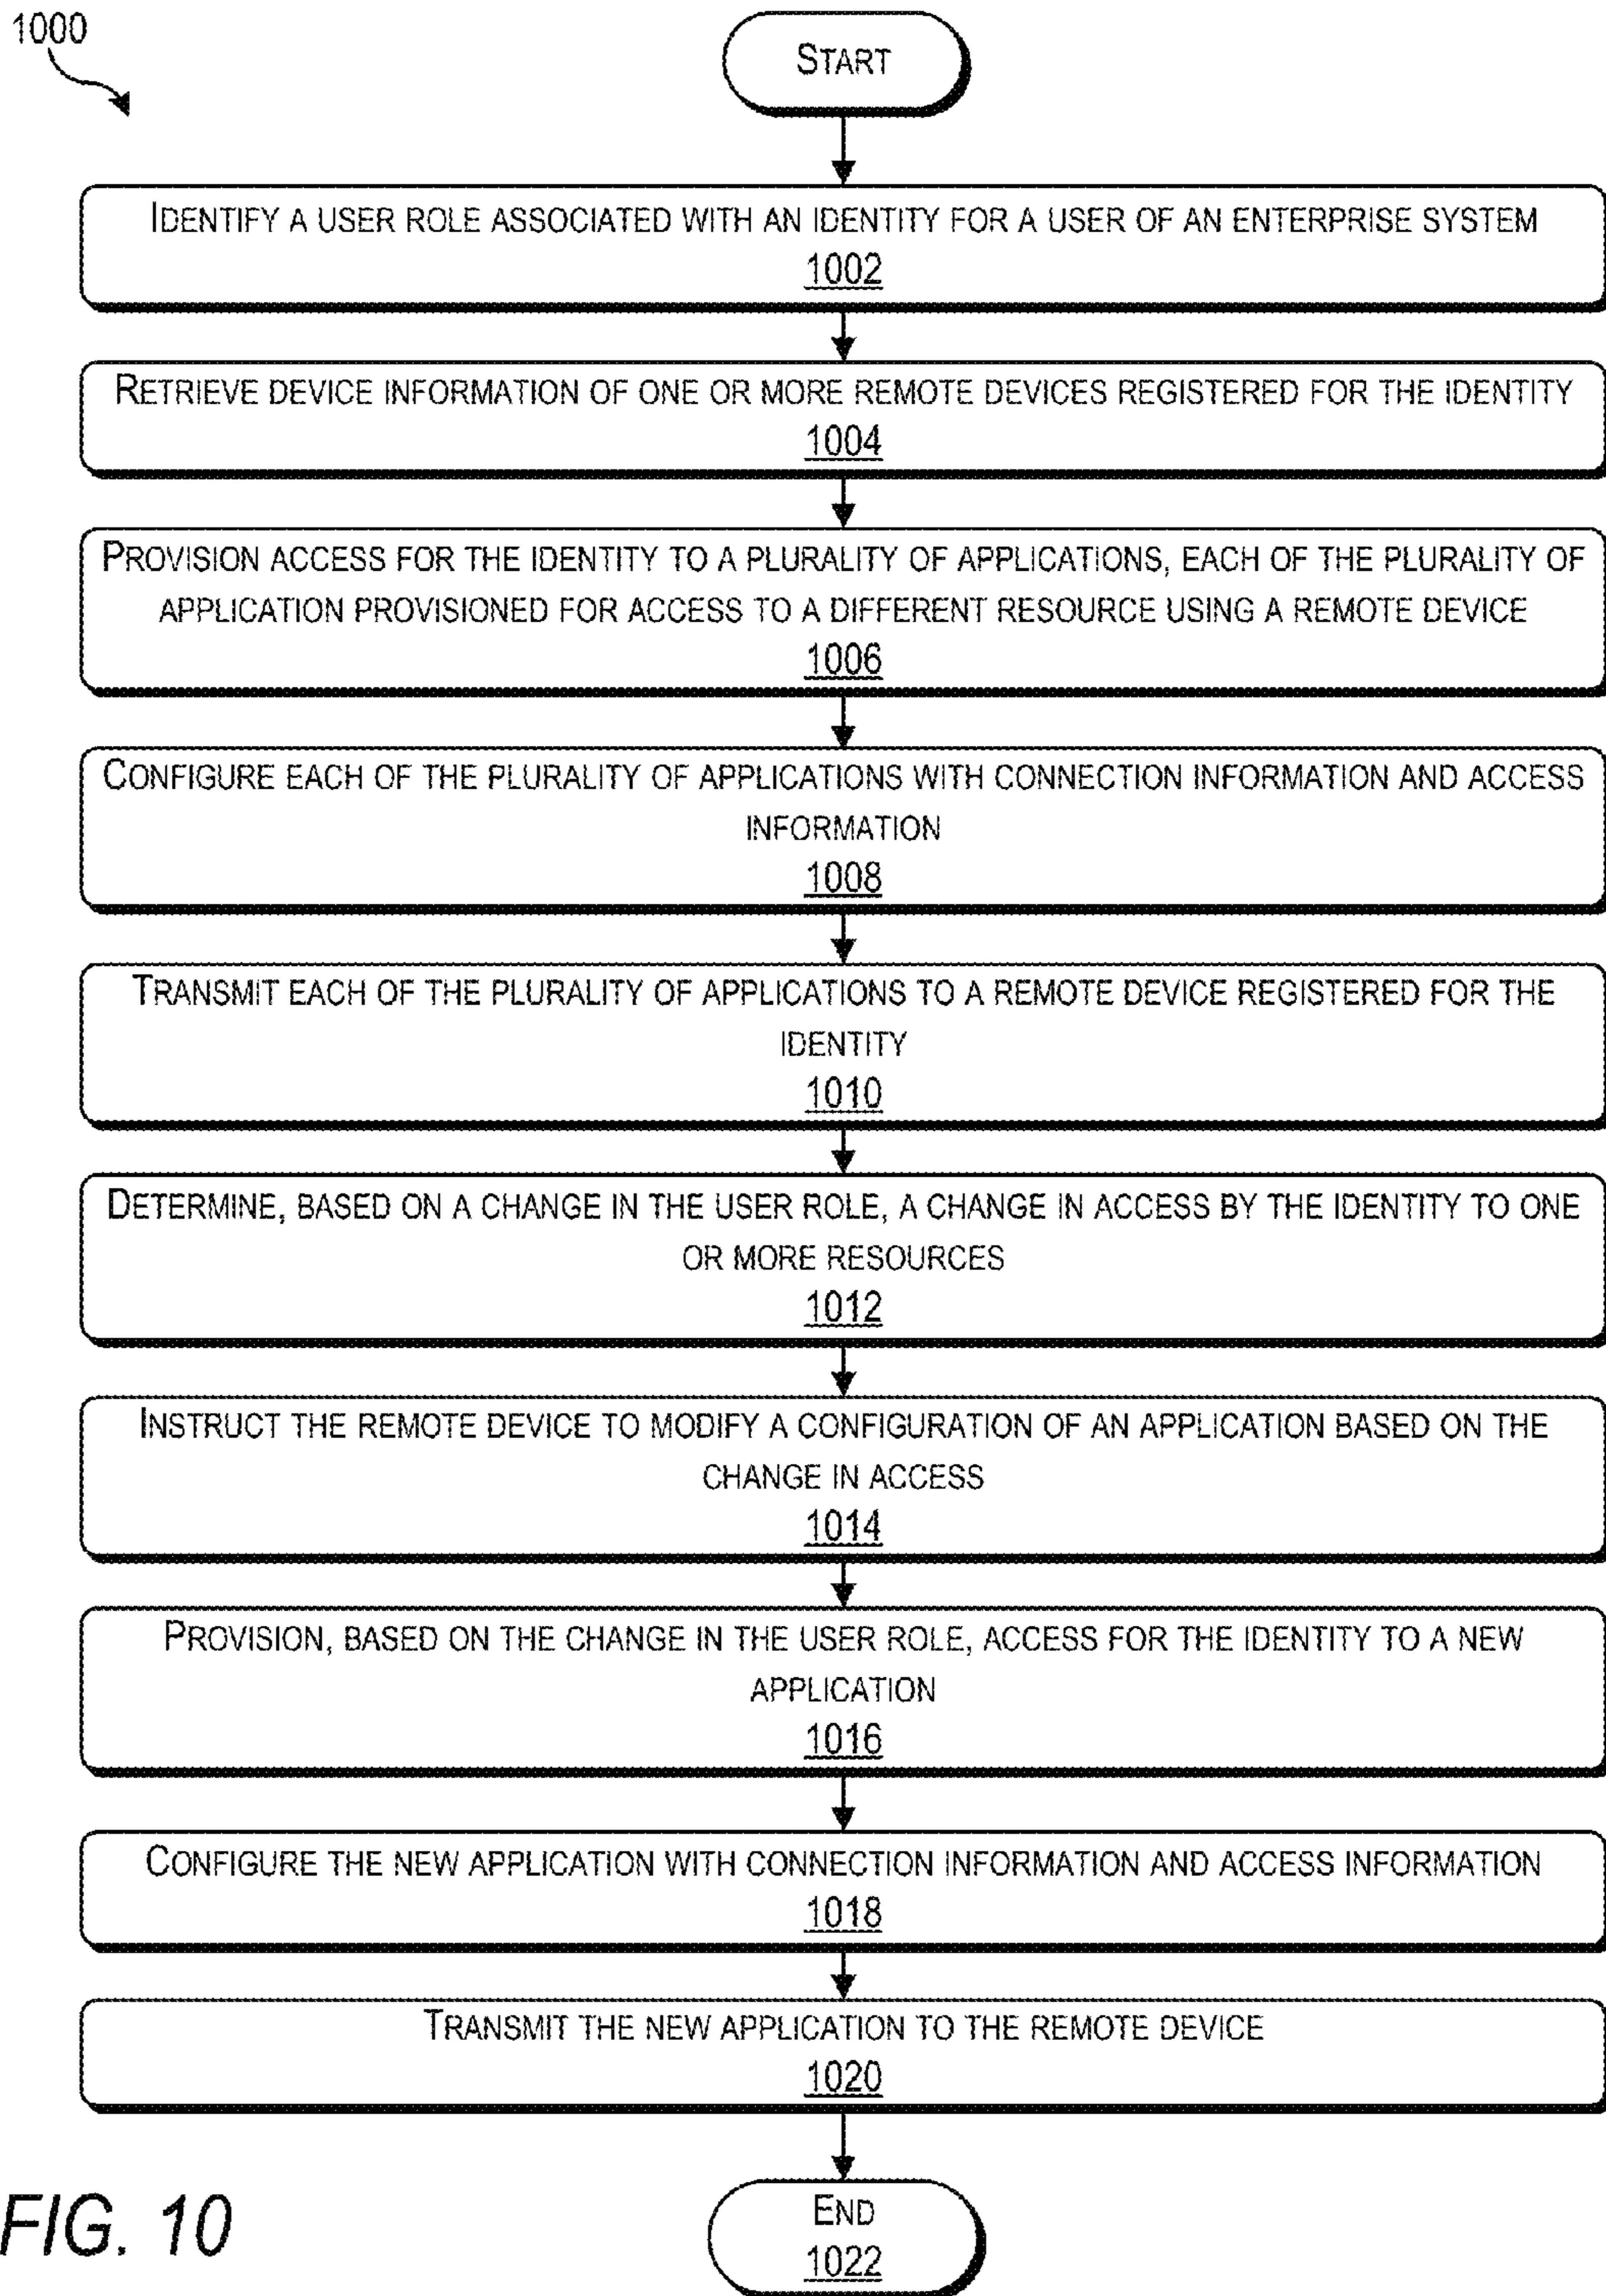 1000
START
IDENTIFY A USER ROLE ASSOCIATED WITH AN IDENTITY FOR A USER OF AN ENTERPRISE SYSTEM
1002
RETRIEVE DEVICE INFORMATION OF ONE OR MORE REMOTE DEVICES REGISTERED FOR THE IDENTITY
1004
PROVISION ACCESS FOR THE IDENTITY TO A PLURALITY OF APPLICATIONS, EACH OF THE PLURALITY OF
APPLICATION PROVISIONED FOR ACCESS TO A DIFFERENT RESOURCE USING A REMOTE DEVICE
1006
CONFIGURE EACH OF THE PLURALITY OF APPLICATIONS WITH CONNECTION INFORMATION AND ACCESS
INFORMATION
1008
TRANSMIT EACH OF THE PLURALITY OF APPLICATIONS TO A REMOTE DEVICE REGISTERED FOR THE
IDENTITY
1010
DETERMINE, BASED ON A CHANGE IN THE USER ROLE, A CHANGE IN ACCESS BY THE IDENTITY TO ONE
OR MORE RESOURCES
1012
INSTRUCT THE REMOTE DEVICE TO MODIFY A CONFIGURATION OF AN APPLICATION BASED ON THE
CHANGE IN ACCESS
1014
PROVISION, BASED ON THE CHANGE IN THE USER ROLE, ACCESS FOR THE IDENTITY TO A NEW
APPLICATION
1016
CONFIGURE THE NEW APPLICATION WITH CONNECTION INFORMATION AND ACCESS INFORMATION
1018
TRANSMIT THE NEW APPLICATION TO THE REMOTE DEVICE
1020
END
1022
FIG. 10